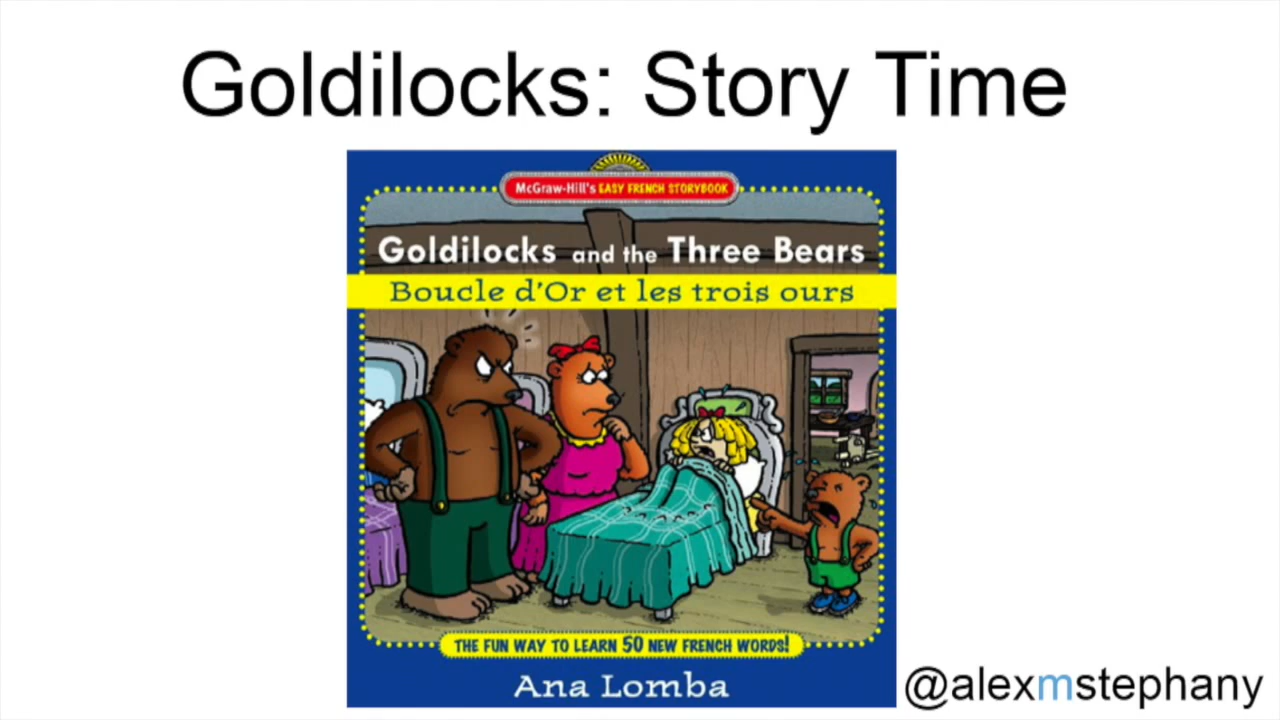 Goldilocks: Story Time
McGraw-Hill's EASY FRENCH STORYBOOK
Goldilocks and the Three Bears
Boucle d'Or et les trois ours
THE FUN WAY TO LEARN 50 NEW FRENCH WORDS!
Ana Lomba
@alexmstephany